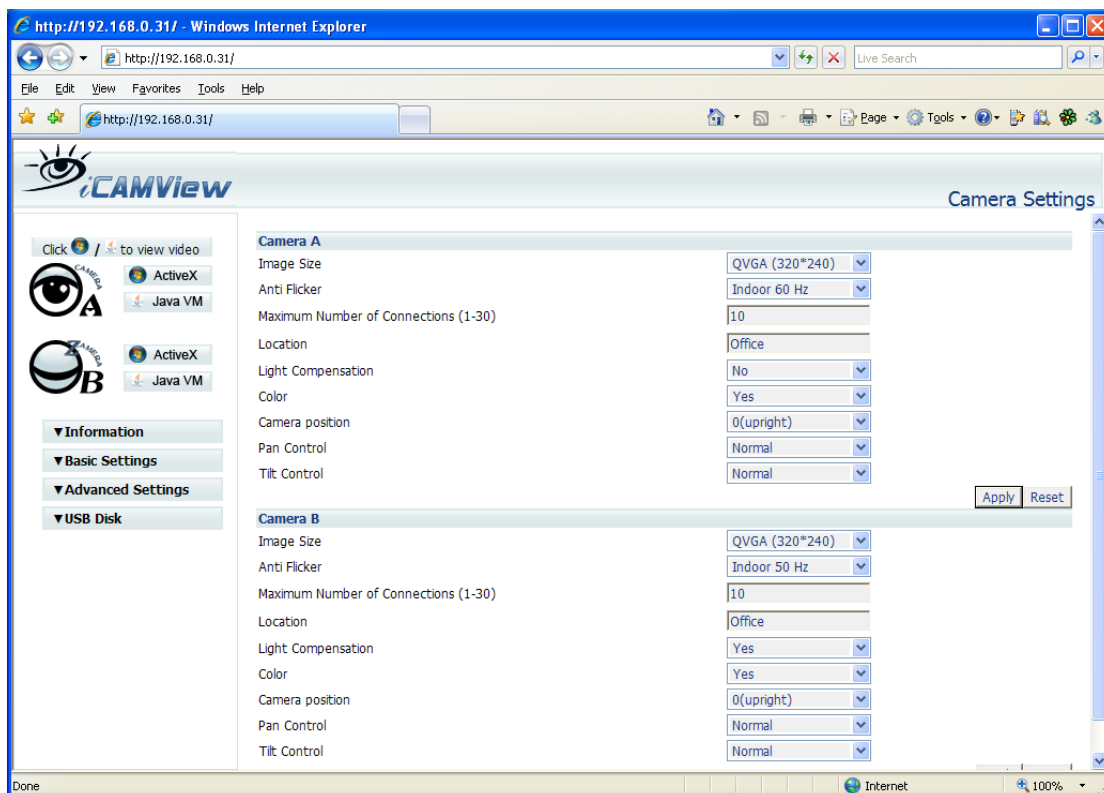 http://192.168.0.31/ - Windows Internet Explorer
http://192.168.0.31/
Live Search
File Edit View Favorites Tools Help
http://192.168.0.31/
Page Tools
iCAMView
Camera Settings
Click / to view video
CAMERA A
ActiveX
Java VM
CAMERA B
ActiveX
Java VM
▼Information
▼Basic Settings
▼Advanced Settings
▼USB Disk
Camera A
Image Size QVGA (320*240)
Anti Flicker Indoor 60 Hz
Maximum Number of Connections (1-30) 10
Location Office
Light Compensation No
Color Yes
Camera position 0(upright)
Pan Control Normal
Tilt Control Normal
Apply Reset
Camera B
Image Size QVGA (320*240)
Anti Flicker Indoor 50 Hz
Maximum Number of Connections (1-30) 10
Location Office
Light Compensation Yes
Color Yes
Camera position 0(upright)
Pan Control Normal
Tilt Control Normal
Done Internet 100%